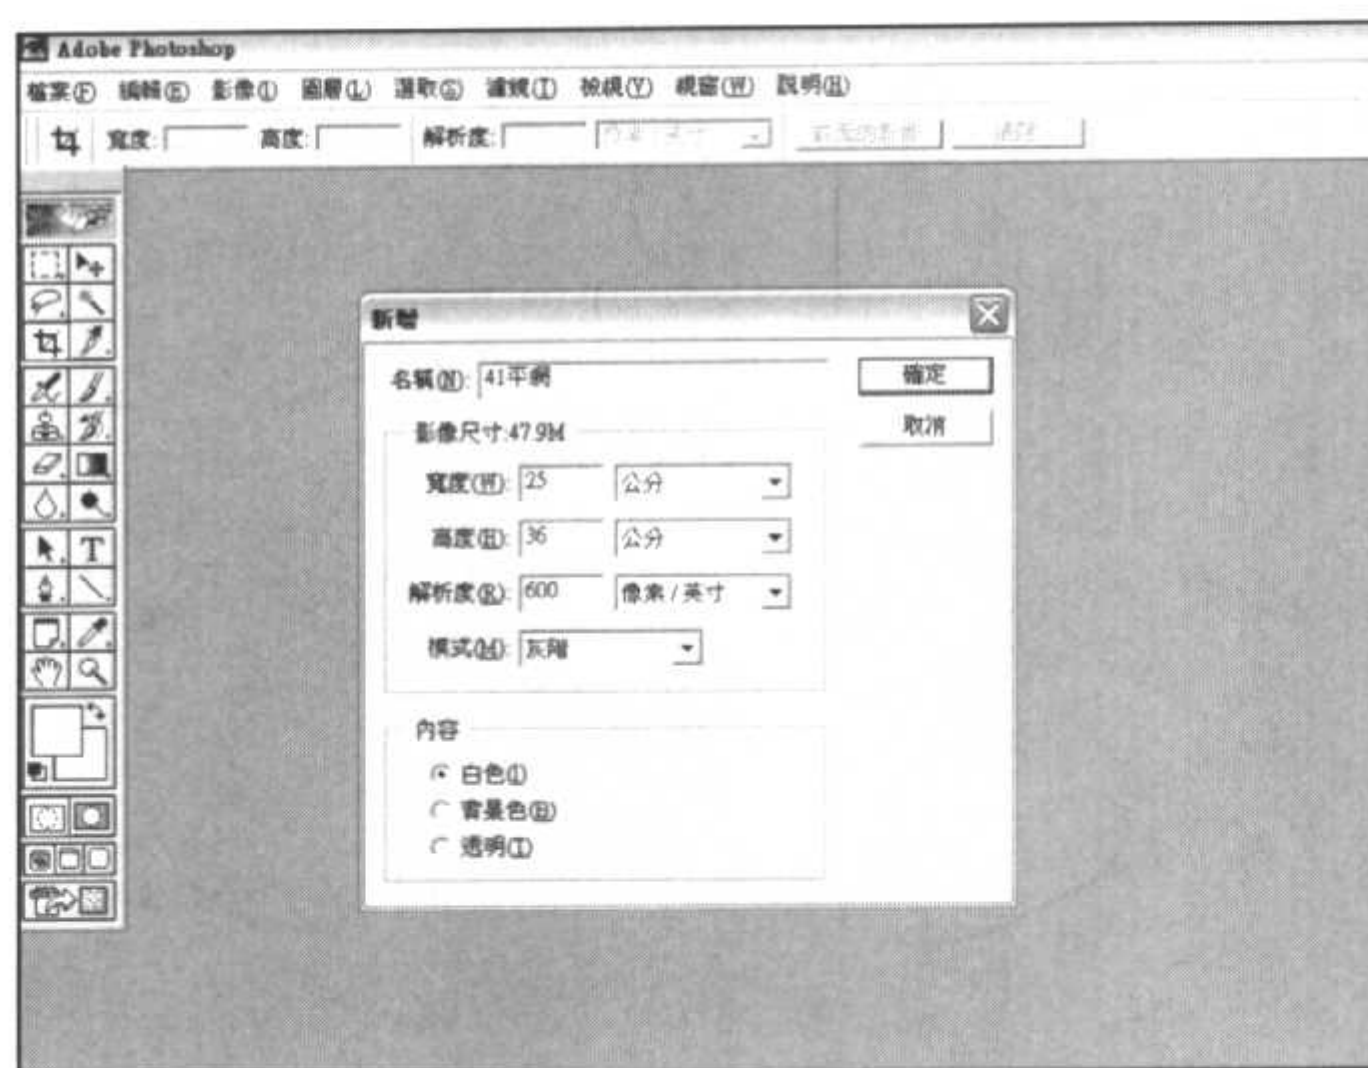 Adobe Photoshop
檔案(F) 編輯(E) 影像(I) 圖層(L) 選取(S) 濾鏡(T) 檢視(V) 視窗(W) 說明(H)
寬度: 高度: 解析度:
新增
名稱(N): 41平網
確定
影像尺寸:47.9M
取消
寬度(W): 25 公分
高度(H): 36 公分
解析度(R): 600 像素 / 英寸
模式(M): 灰階
內容
白色(I)
背景色(B)
透明(T)